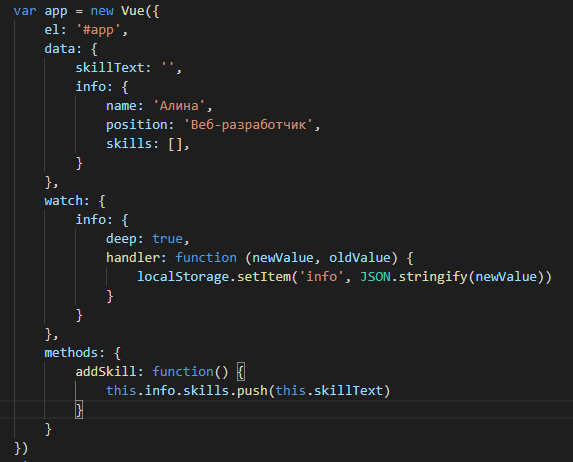 var app = new Vue({
    el: '#app',
    data: {
        skillText: '',
        info: {
            name: 'Алина',
            position: 'Веб-разработчик',
            skills: [],
        }
    },
    watch: {
        info: {
            deep: true,
            handler: function (newValue, oldValue) {
                localStorage.setItem('info', JSON.stringify(newValue))
            }
        }
    },
    methods: {
        addSkill: function() {
            this.info.skills.push(this.skillText)
        }
    }
})